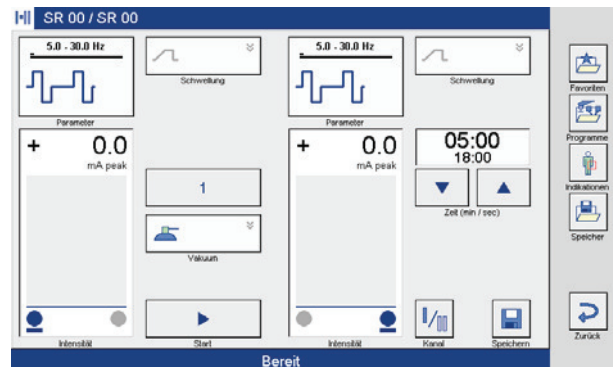 SR 00 / SR 00
5.0 - 30.0 Hz
Parameter
Schwellung
5.0 - 30.0 Hz
Parameter
Schwellung
+ 0.0
mA peak
1
Vakuum
Start
Intensität
+ 0.0
mA peak
Intensität
05:00
18:00
Zeit (min / sec)
Kanal
Speichern
Favoriten
Programme
Indikationen
Speicher
Zurück
Bereit